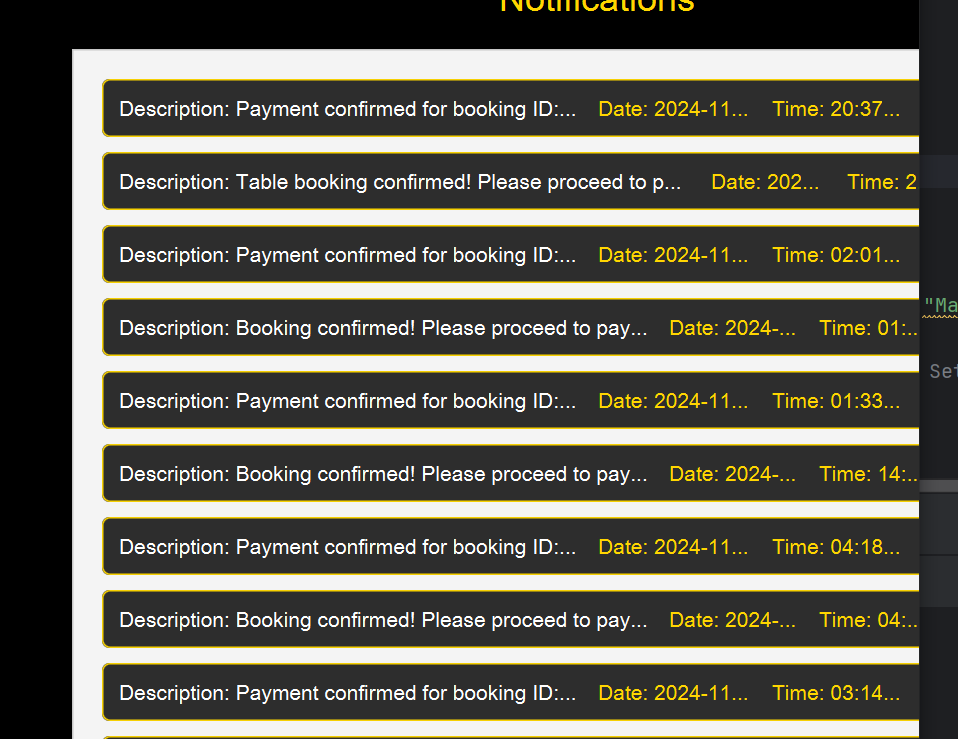 Notifications
Description: Payment confirmed for booking ID:... Date: 2024-11... Time: 20:37...
Description: Table booking confirmed! Please proceed to p... Date: 202... Time: 2
Description: Payment confirmed for booking ID:... Date: 2024-11... Time: 02:01...
"Ma
Description: Booking confirmed! Please proceed to pay... Date: 2024-... Time: 01:..
Set
Description: Payment confirmed for booking ID:... Date: 2024-11... Time: 01:33...
Description: Booking confirmed! Please proceed to pay... Date: 2024-... Time: 14:..
Description: Payment confirmed for booking ID:... Date: 2024-11... Time: 04:18...
Description: Booking confirmed! Please proceed to pay... Date: 2024-... Time: 04:..
Description: Payment confirmed for booking ID:... Date: 2024-11... Time: 03:14...